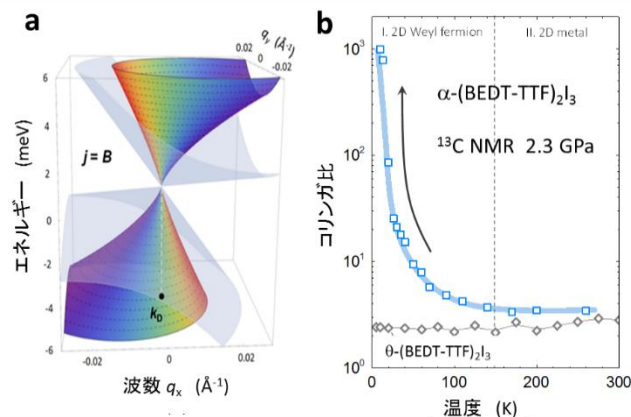 a
6
4
2
0
-2
-4
-6
エネルギー (meV)
0.02
0
-0.02
qy (Å-1)
j = B
kD
-0.02
0
0.02
波数 qx (Å-1)
b
I. 2D Weyl fermion
II. 2D metal
10³
10²
10¹
10⁰
コリンガ比
α-(BEDT-TTF)₂I₃
¹³C NMR 2.3 GPa
θ-(BEDT-TTF)₂I₃
0
100
200
300
温度 (K)